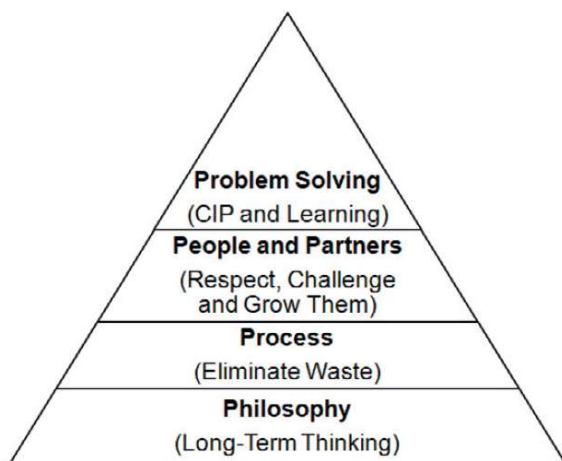 Problem Solving
(CIP and Learning)
People and Partners
(Respect, Challenge
and Grow Them)
Process
(Eliminate Waste)
Philosophy
(Long-Term Thinking)